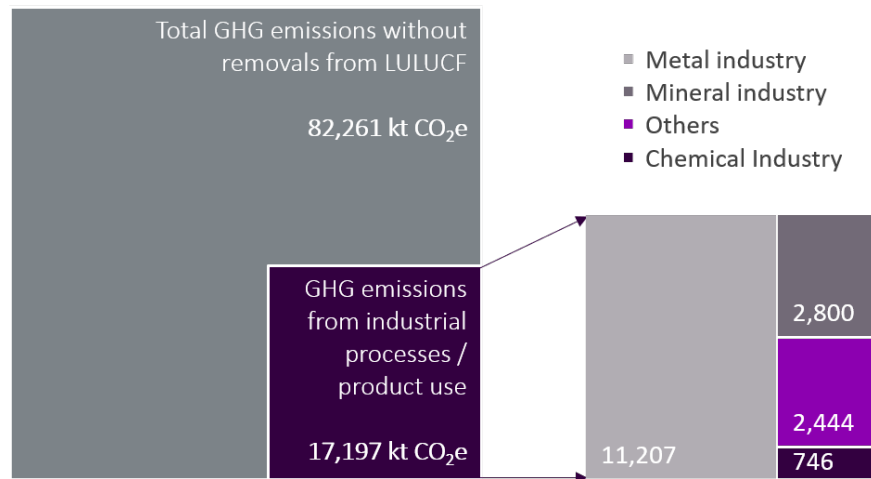 Total GHG emissions without
removals from LULUCF
82,261 kt CO₂e
GHG emissions
from industrial
processes /
product use
17,197 kt CO₂e
Metal industry
Mineral industry
Others
Chemical Industry
11,207
2,800
2,444
746